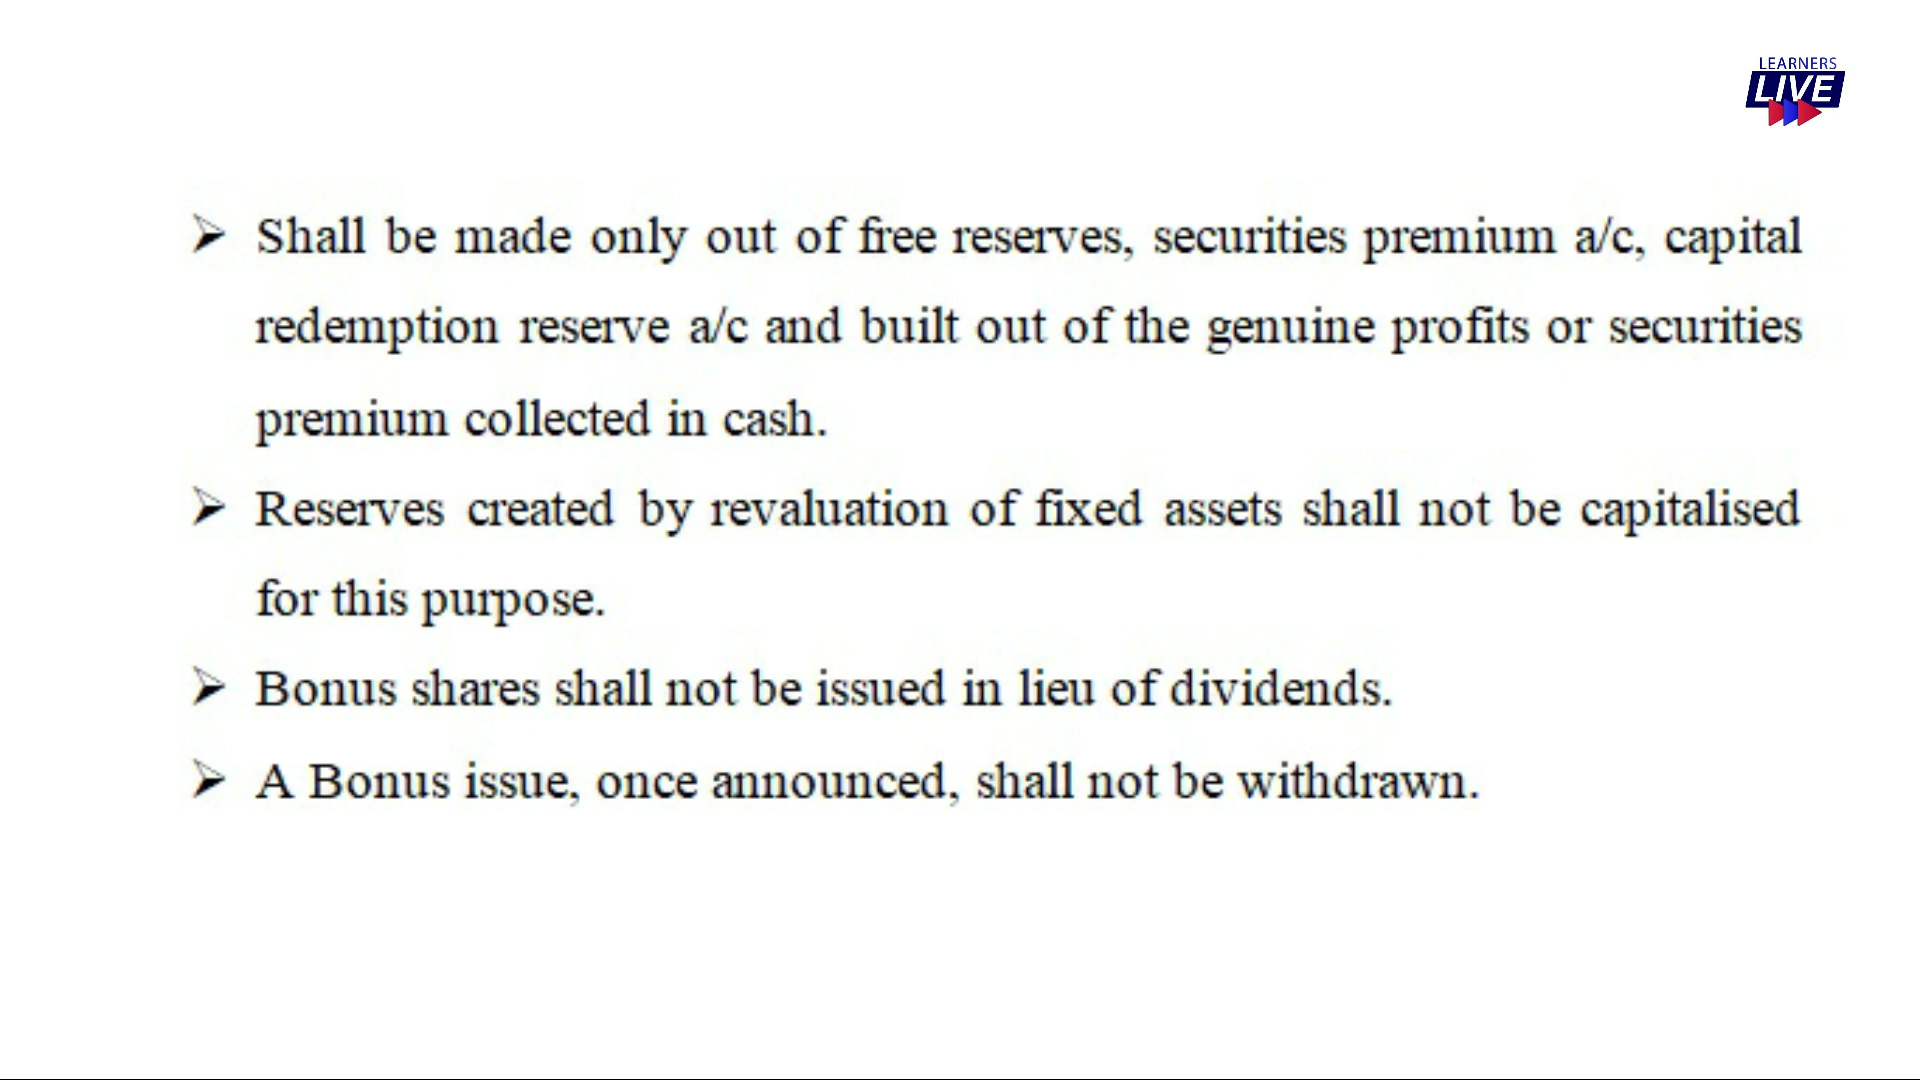 LEARNERS
LIVE
➢ Shall be made only out of free reserves, securities premium a/c, capital
redemption reserve a/c and built out of the genuine profits or securities
premium collected in cash.
➢ Reserves created by revaluation of fixed assets shall not be capitalised
for this purpose.
➢ Bonus shares shall not be issued in lieu of dividends.
➢ A Bonus issue, once announced, shall not be withdrawn.